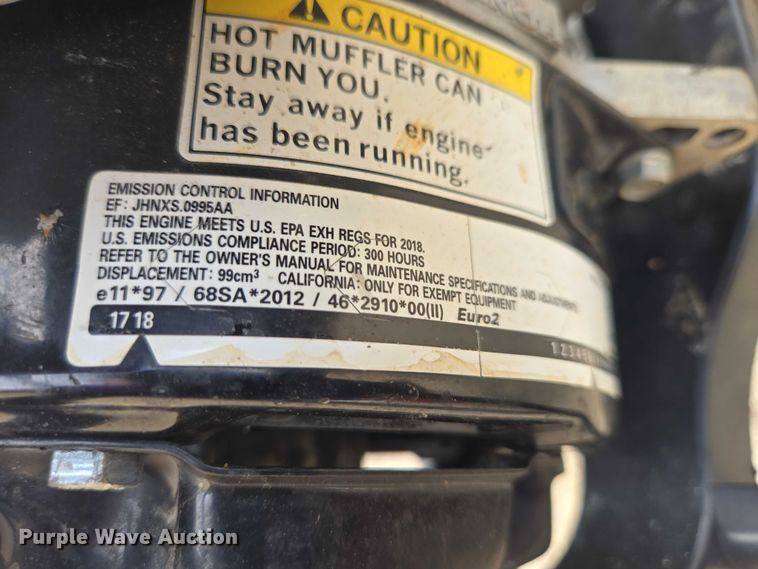 CAUTION
HOT MUFFLER CAN
BURN YOU.
Stay away if engine
has been running.
EMISSION CONTROL INFORMATION
EF: JHNXS.0995AA
THIS ENGINE MEETS U.S. EPA EXH REGS FOR 2018.
U.S. EMISSIONS COMPLIANCE PERIOD: 300 HOURS
REFER TO THE OWNER'S MANUAL FOR MAINTENANCE SPECIFICATIONS AND ADJUSTMENTS
DISPLACEMENT: 99cm³ CALIFORNIA: ONLY FOR EXEMPT EQUIPMENT
e11*97 / 68SA*2012 / 46*2910*00(II) Euro2
1718
Purple Wave Auction